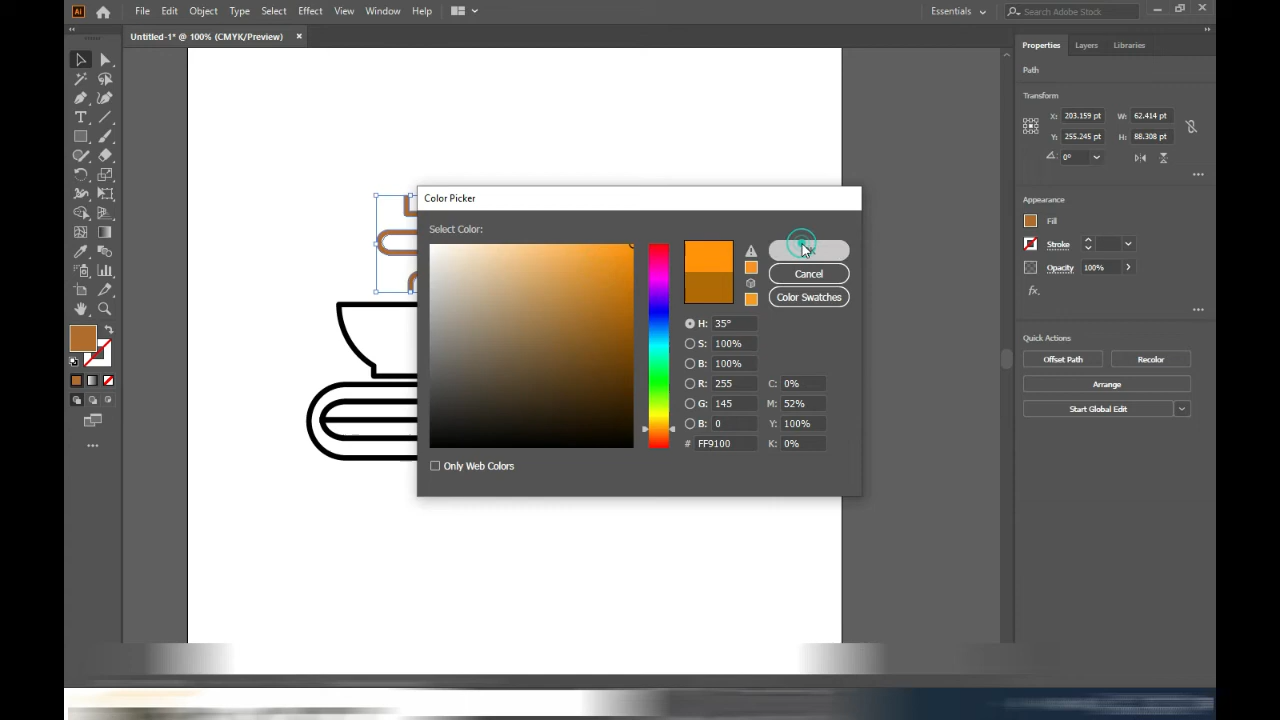 Ai File Edit Object Type Select Effect View Window Help Essentials Search Adobe Stock
Untitled-1* @ 100% (CMYK/Preview) ×
Properties Layers Libraries
Path
Transform
X: 203.159 pt W: 62.414 pt
Y: 255.245 pt H: 88.308 pt
0°
Appearance
Fill
Stroke
Opacity 100%
fx.
Quick Actions
Offset Path Recolor
Arrange
Start Global Edit
Color Picker
Select Color:
Cancel
Color Swatches
H: 35°
S: 100%
B: 100%
R: 255 C: 0%
G: 145 M: 52%
B: 0 Y: 100%
# FF9100 K: 0%
Only Web Colors